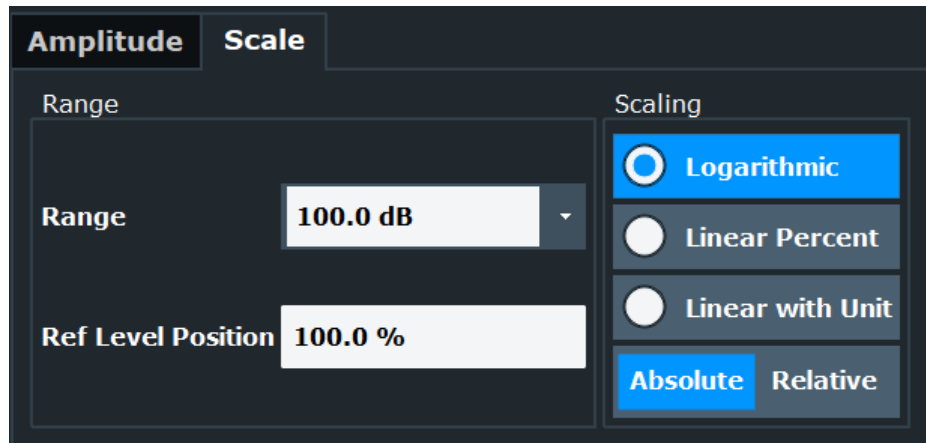 Amplitude Scale
Range
Range 100.0 dB
Ref Level Position 100.0 %
Scaling
Logarithmic
Linear Percent
Linear with Unit
Absolute Relative